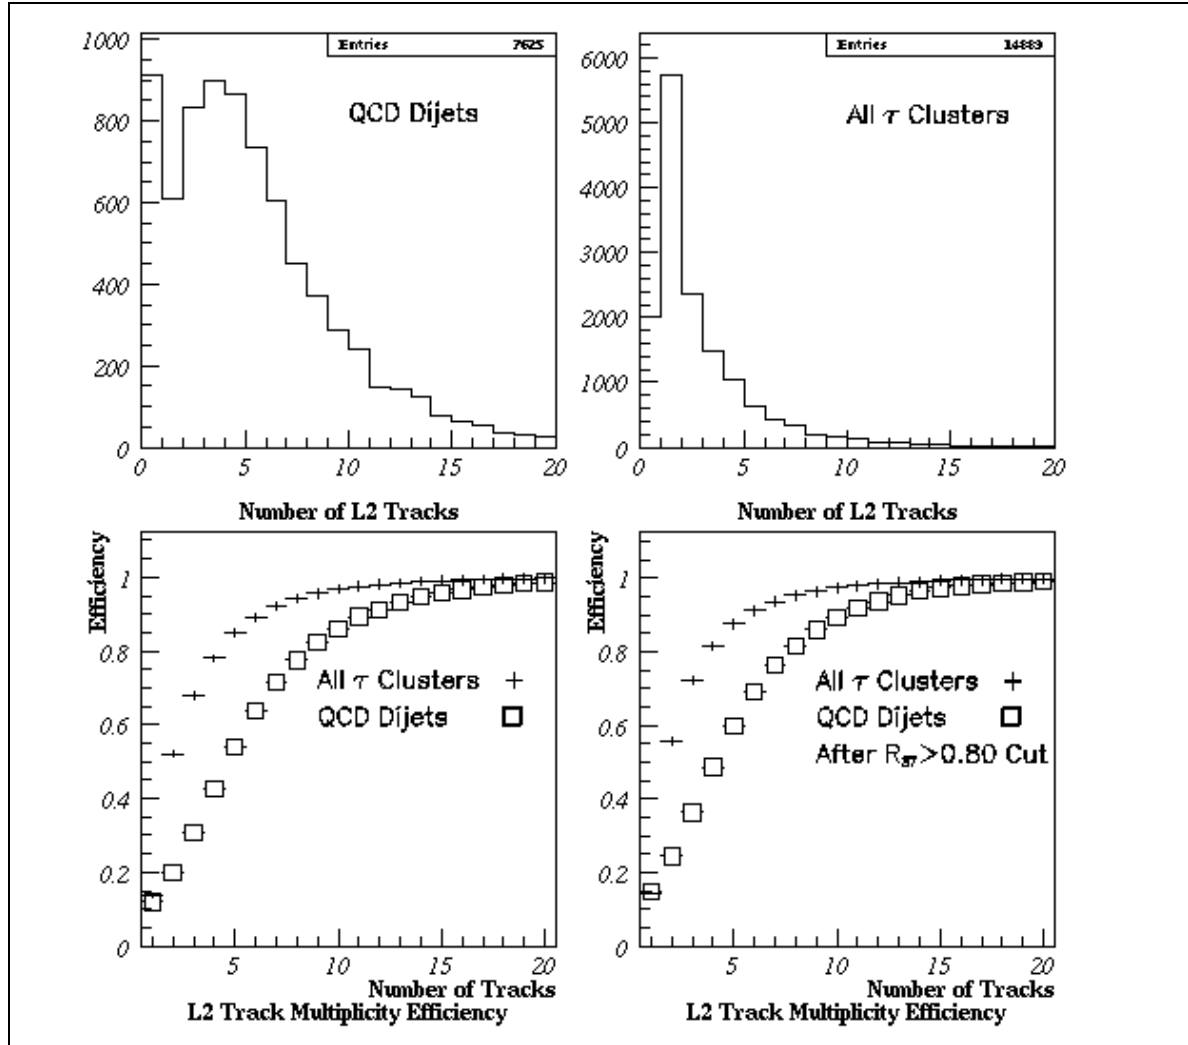 Entries 7625
QCD Dijets
1000
800
600
400
200
0
0 5 10 15 20
Number of L2 Tracks
Entries 14889
All τ Clusters
6000
5000
4000
3000
2000
1000
0
0 5 10 15 20
Number of L2 Tracks
Efficiency
1
0.8
0.6
0.4
0.2
0
All τ Clusters
QCD Dijets
5 10 15 20
Number of Tracks
L2 Track Multiplicity Efficiency
Efficiency
1
0.8
0.6
0.4
0.2
0
All τ Clusters
QCD Dijets
After R37>0.80 Cut
5 10 15 20
Number of Tracks
L2 Track Multiplicity Efficiency